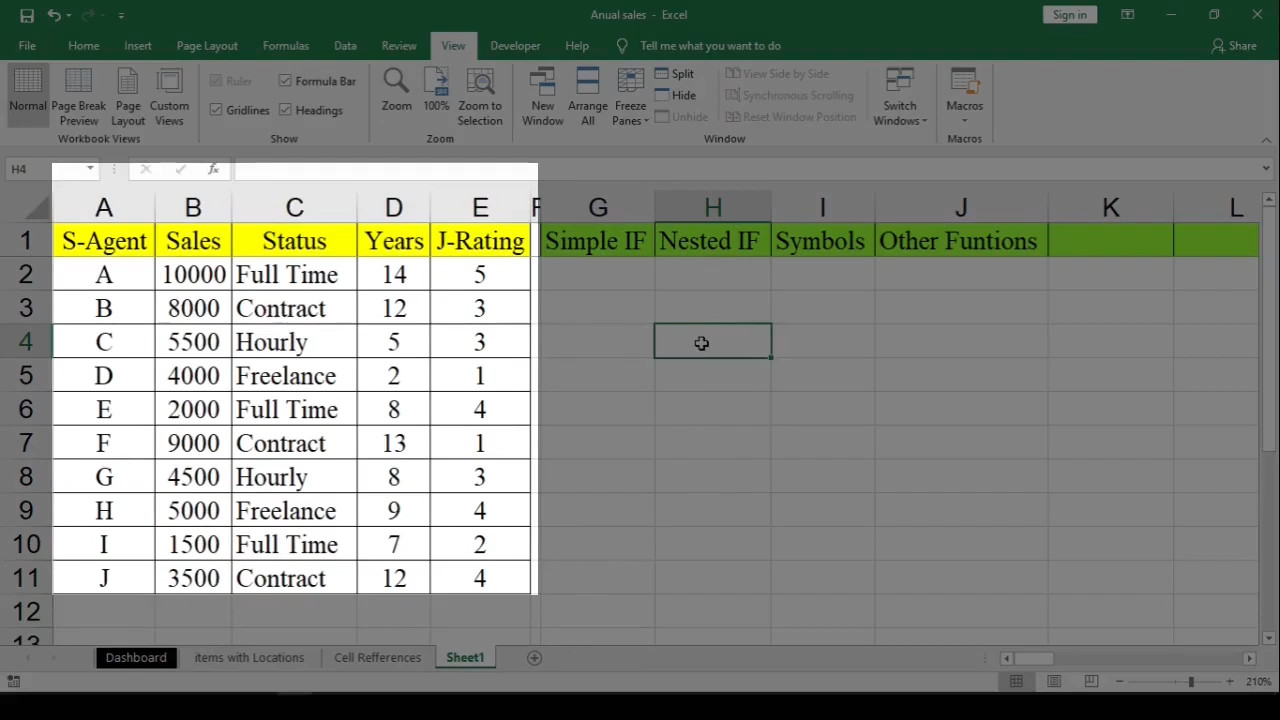 Anual sales - Excel
Sign in
File Home Insert Page Layout Formulas Data Review View Developer Help Tell me what you want to do Share
Normal
Page Break Preview
Page Layout
Custom Views
Ruler
Formula Bar
Gridlines
Headings
Zoom
100%
Zoom to Selection
New Window
Arrange All
Freeze Panes
Split
Hide
Unhide
View Side by Side
Synchronous Scrolling
Reset Window Position
Switch Windows
Macros
Workbook Views Show Zoom Window Macros
H4 fx
A B C D E F G H I J K L
1 S-Agent Sales Status Years J-Rating Simple IF Nested IF Symbols Other Funtions
2 A 10000 Full Time 14 5
3 B 8000 Contract 12 3
4 C 5500 Hourly 5 3
5 D 4000 Freelance 2 1
6 E 2000 Full Time 8 4
7 F 9000 Contract 13 1
8 G 4500 Hourly 8 3
9 H 5000 Freelance 9 4
10 I 1500 Full Time 7 2
11 J 3500 Contract 12 4
12
13
Dashboard items with Locations Cell Refferences Sheet1
210%